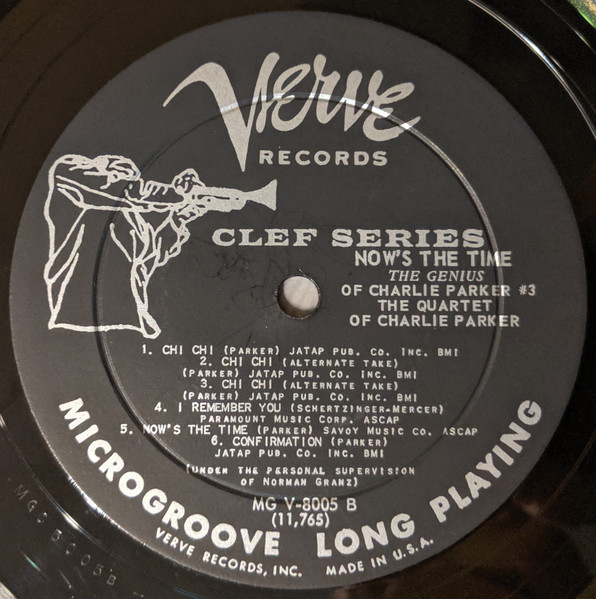 Verve
RECORDS
CLEF SERIES
NOW'S THE TIME
THE GENIUS
OF CHARLIE PARKER #3
THE QUARTET
OF CHARLIE PARKER
1. CHI CHI (PARKER) JATAP PUB. CO. INC. BMI
2. CHI CHI (ALTERNATE TAKE)
(PARKER) JATAP PUB. CO. INC. BMI
3. CHI CHI (ALTERNATE TAKE)
(PARKER) JATAP PUB. CO. INC. BMI
4. I REMEMBER YOU (SCHERTZINGER-MERCER)
PARAMOUNT MUSIC CORP. ASCAP
5. NOW'S THE TIME (PARKER) SAVOY MUSIC CO. ASCAP
6. CONFIRMATION (PARKER)
JATAP PUB. CO. INC. BMI
(UNDER THE PERSONAL SUPERVISION
OF NORMAN GRANZ)
MG V-8005 B
(11,765)
MICROGROOVE LONG PLAYING
VERVE RECORDS, INC. MADE IN U.S.A.